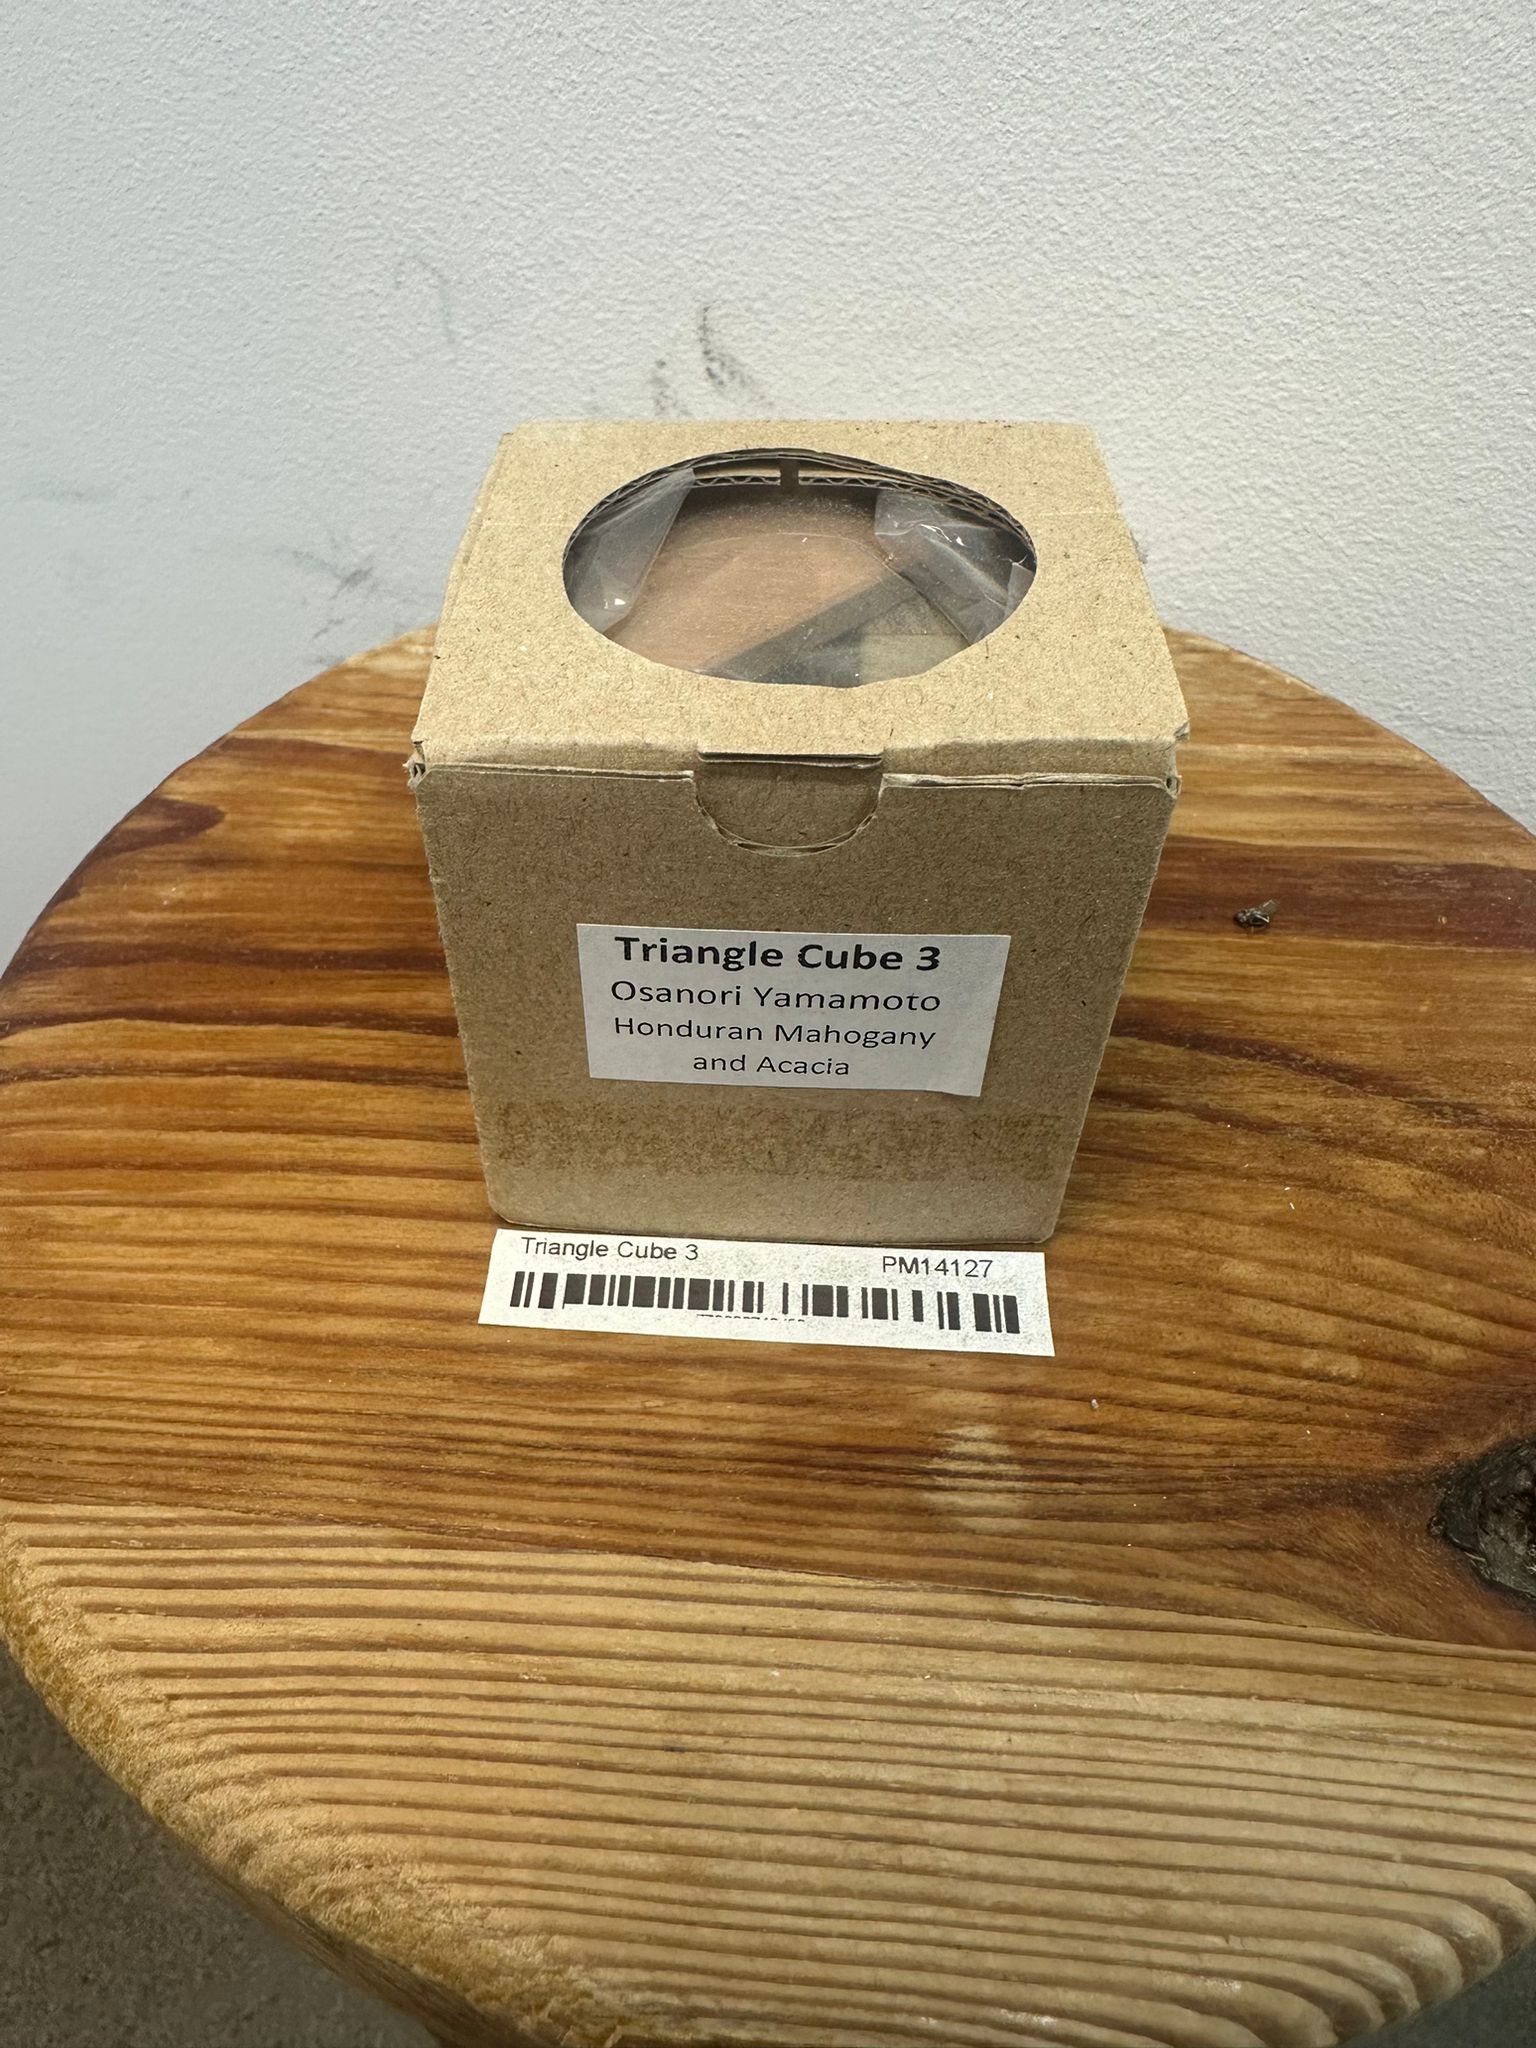 Triangle Cube 3
Osanori Yamamoto
Honduran Mahogany
and Acacia
Triangle Cube 3 PM14127